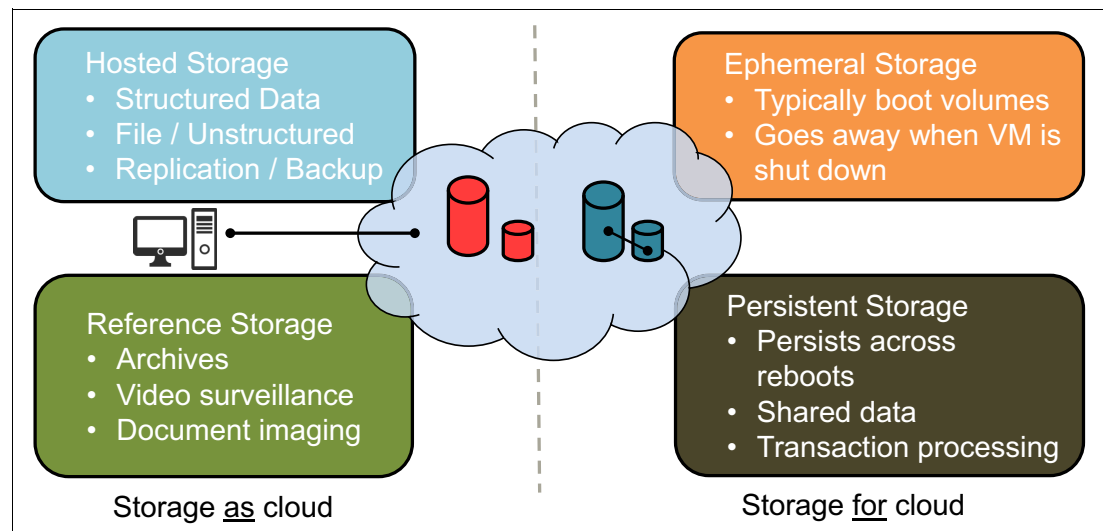 Hosted Storage
• Structured Data
• File / Unstructured
• Replication / Backup
Ephemeral Storage
• Typically boot volumes
• Goes away when VM is
shut down
Reference Storage
• Archives
• Video surveillance
• Document imaging
Persistent Storage
• Persists across
reboots
• Shared data
• Transaction processing
Storage as cloud
Storage for cloud